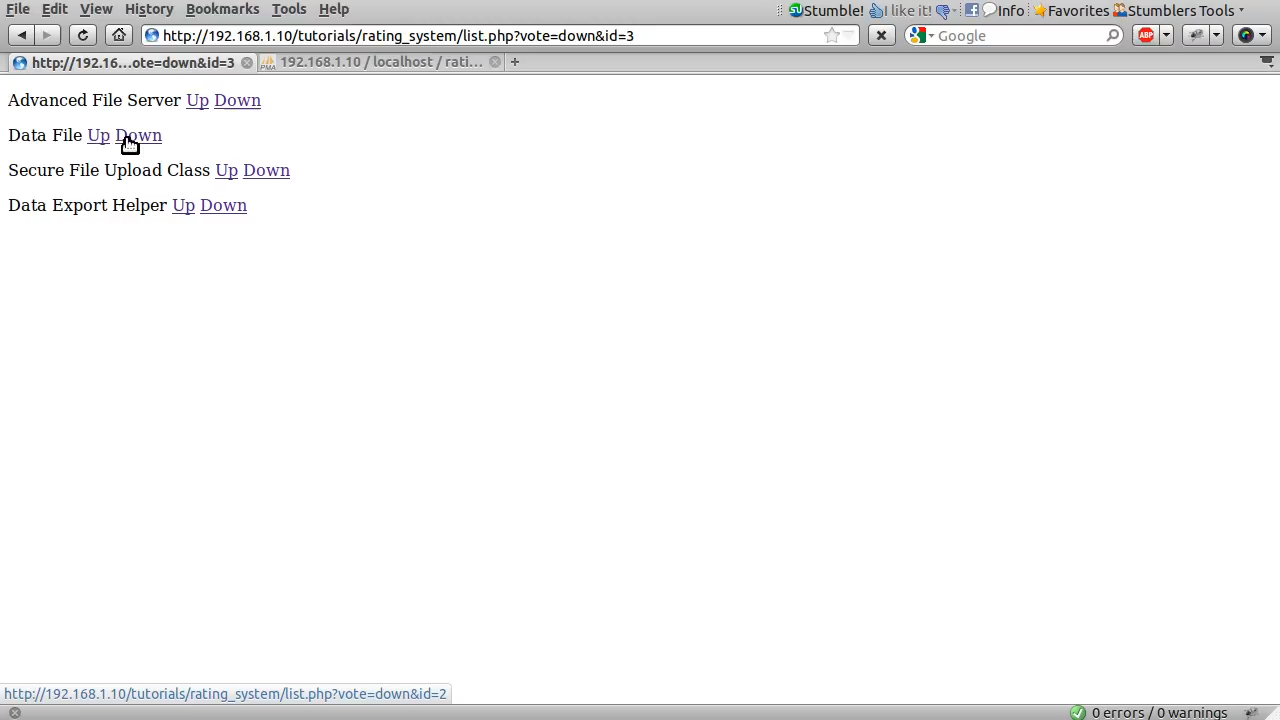 File Edit View History Bookmarks Tools Help Stumble! I like it! Info Favorites Stumblers Tools
http://192.168.1.10/tutorials/rating_system/list.php?vote=down&id=3 Google ABP
http://192.16...ote=down&id=3 PMA 192.168.1.10 / localhost / rati... +
Advanced File Server Up Down
Data File Up Down
Secure File Upload Class Up Down
Data Export Helper Up Down
http://192.168.1.10/tutorials/rating_system/list.php?vote=down&id=2
0 errors / 0 warnings